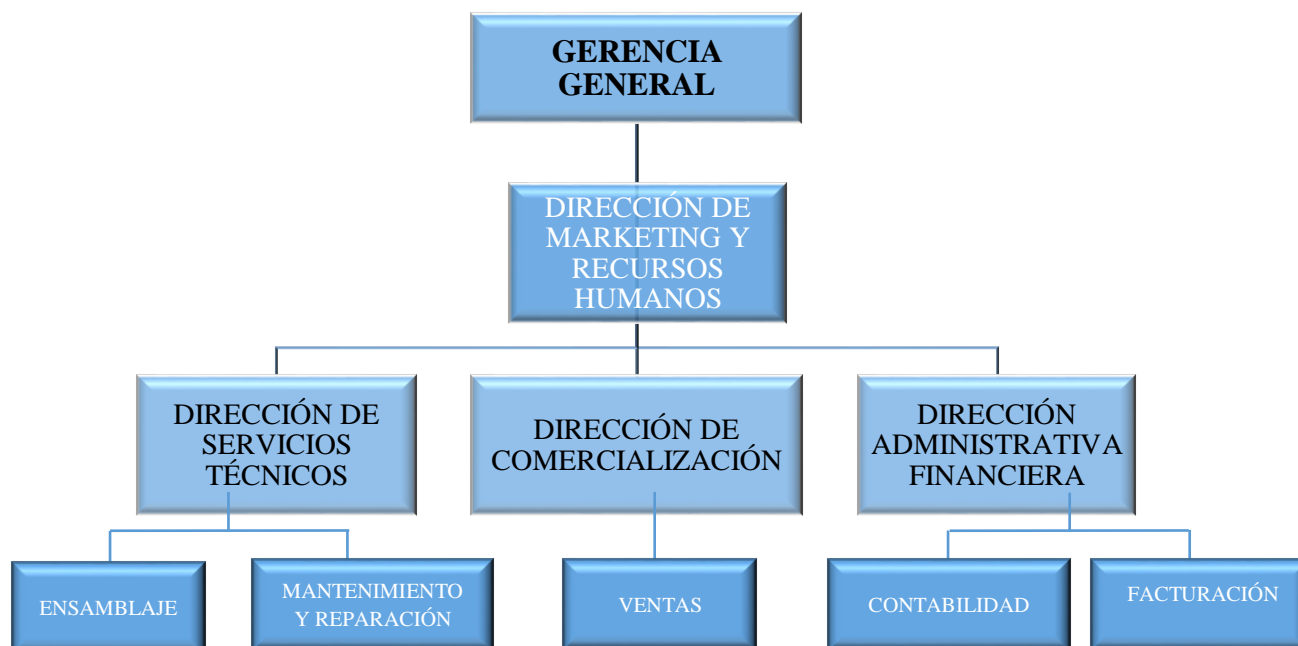 GERENCIA
GENERAL
DIRECCIÓN DE
MARKETING Y
RECURSOS
HUMANOS
DIRECCIÓN DE
SERVICIOS
TÉCNICOS
DIRECCIÓN DE
COMERCIALIZACIÓN
DIRECCIÓN
ADMINISTRATIVA
FINANCIERA
ENSAMBLAJE
MANTENIMIENTO
Y REPARACIÓN
VENTAS
CONTABILIDAD
FACTURACIÓN